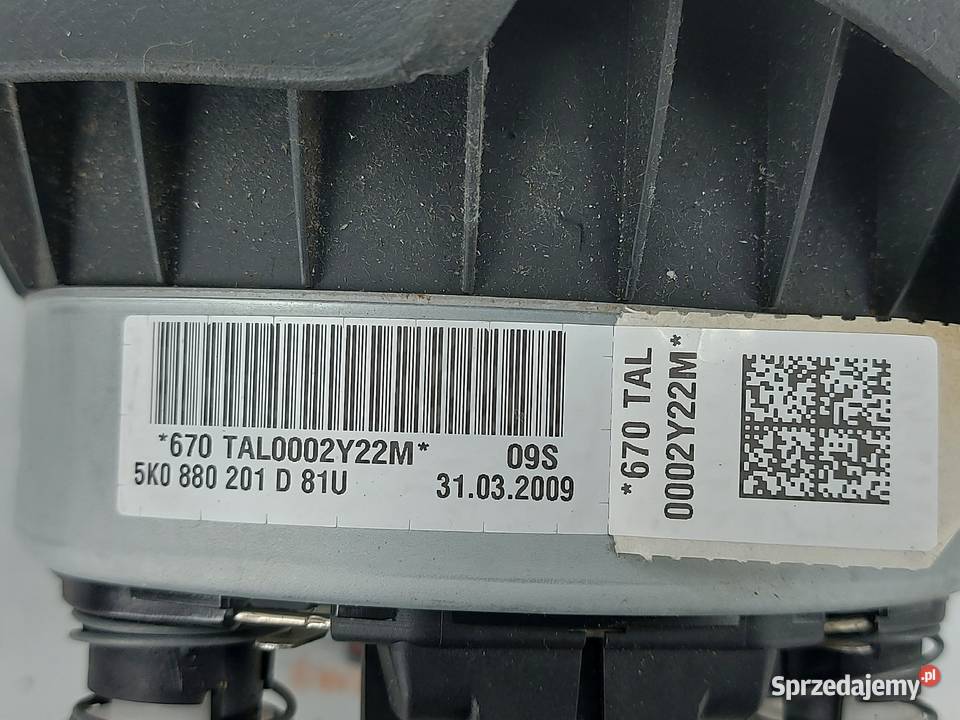 *670 TAL0002Y22M* 09S
5K0 880 201 D 81U 31.03.2009
*670 TAL
0002Y22M*
Sprzedajemy.pl